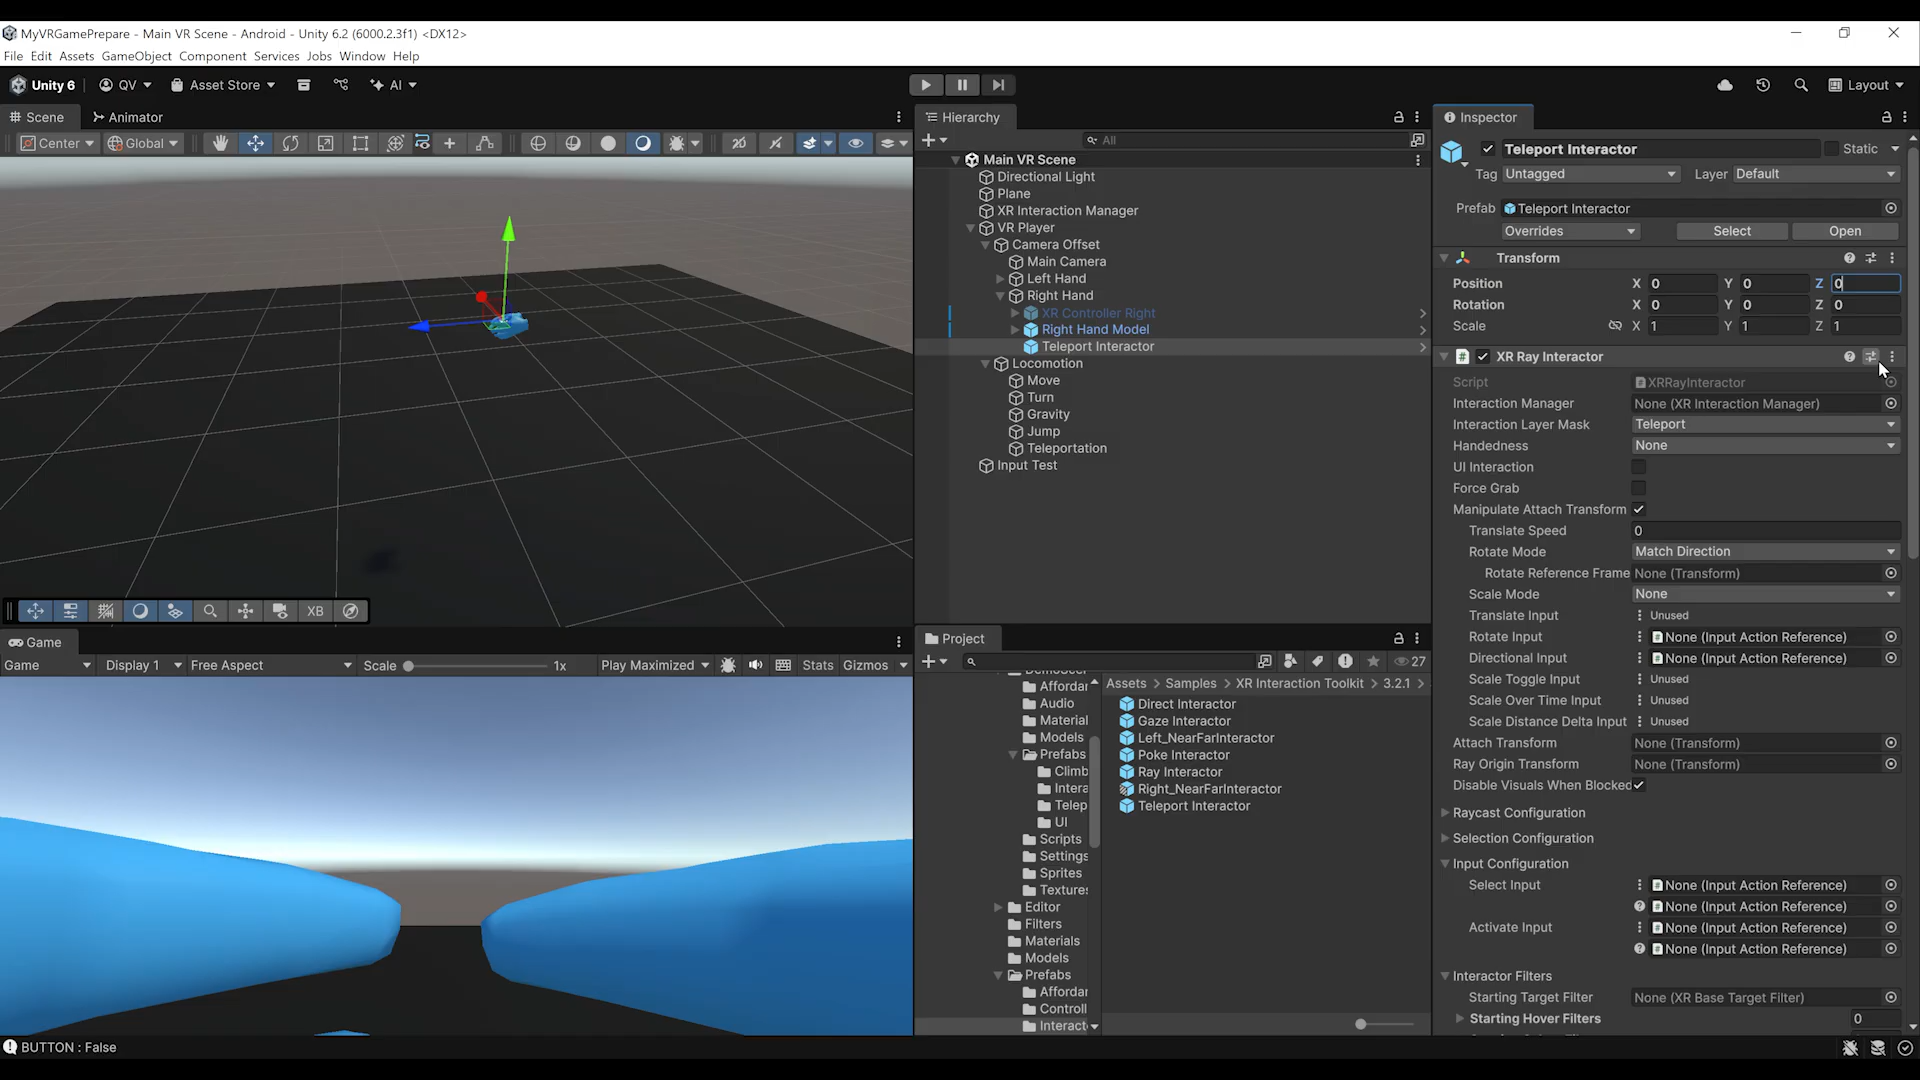 MyVRGamePrepare - Main VR Scene - Android - Unity 6.2 (6000.2.3f1) <DX12>
File Edit Assets GameObject Component Services Jobs Window Help
Unity 6 QV Asset Store AI Layout
Scene Animator
Center Global 2D
XB
Game
Game Display 1 Free Aspect Scale 1x Play Maximized Stats Gizmos
Hierarchy
All
Main VR Scene
Directional Light
Plane
XR Interaction Manager
VR Player
Camera Offset
Main Camera
Left Hand
Right Hand
XR Controller Right
Right Hand Model
Teleport Interactor
Locomotion
Move
Turn
Gravity
Jump
Teleportation
Input Test
Project
27
Affordar
Audio
Material
Models
Prefabs
Climb
Intera
Telep
UI
Scripts
Settings
Sprites
Textures
Editor
Filters
Materials
Models
Prefabs
Affordar
Controll
Interact
Assets > Samples > XR Interaction Toolkit > 3.2.1 >
Direct Interactor
Gaze Interactor
Left_NearFarInteractor
Poke Interactor
Ray Interactor
Right_NearFarInteractor
Teleport Interactor
Inspector
Teleport Interactor Static
Tag Untagged Layer Default
Prefab Teleport Interactor
Overrides Select Open
Transform
Position X 0 Y 0 Z 0
Rotation X 0 Y 0 Z 0
Scale X 1 Y 1 Z 1
XR Ray Interactor
Script XRRayInteractor
Interaction Manager None (XR Interaction Manager)
Interaction Layer Mask Teleport
Handedness None
UI Interaction
Force Grab
Manipulate Attach Transform
Translate Speed 0
Rotate Mode Match Direction
Rotate Reference Frame None (Transform)
Scale Mode None
Translate Input Unused
Rotate Input None (Input Action Reference)
Directional Input None (Input Action Reference)
Scale Toggle Input Unused
Scale Over Time Input Unused
Scale Distance Delta Input Unused
Attach Transform None (Transform)
Ray Origin Transform None (Transform)
Disable Visuals When Blocked
Raycast Configuration
Selection Configuration
Input Configuration
Select Input None (Input Action Reference)
None (Input Action Reference)
Activate Input None (Input Action Reference)
None (Input Action Reference)
Interactor Filters
Starting Target Filter None (XR Base Target Filter)
Starting Hover Filters 0
BUTTON : False